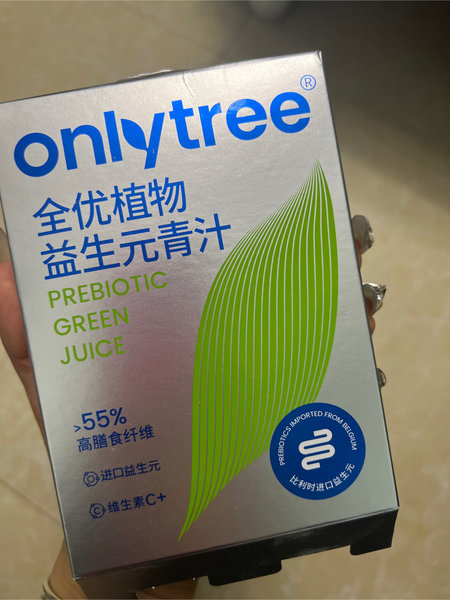 onlytree®
全优植物
益生元青汁
PREBIOTIC
GREEN
JUICE
>55%
高膳食纤维
进口益生元
C 维生素C+
PREBIOTICS IMPORTED FROM BELGIUM
比利时进口益生元